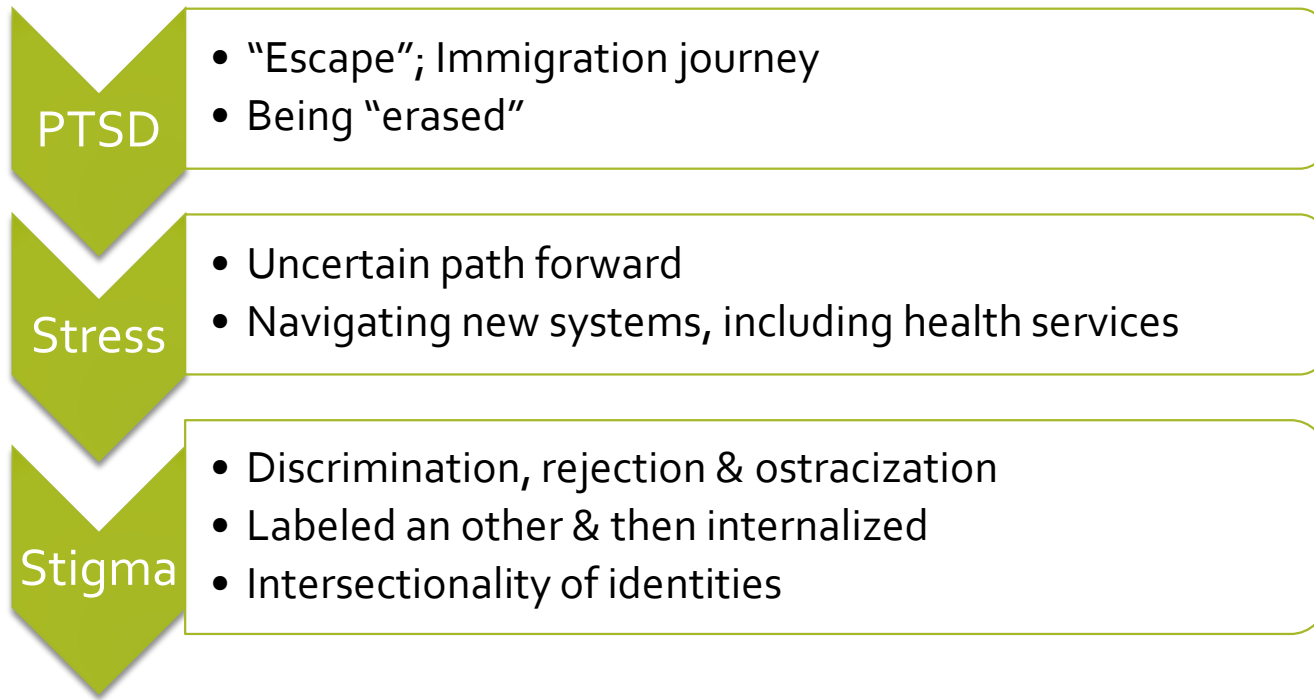 PTSD
• “Escape”; Immigration journey
• Being “erased”
Stress
• Uncertain path forward
• Navigating new systems, including health services
Stigma
• Discrimination, rejection & ostracization
• Labeled an other & then internalized
• Intersectionality of identities